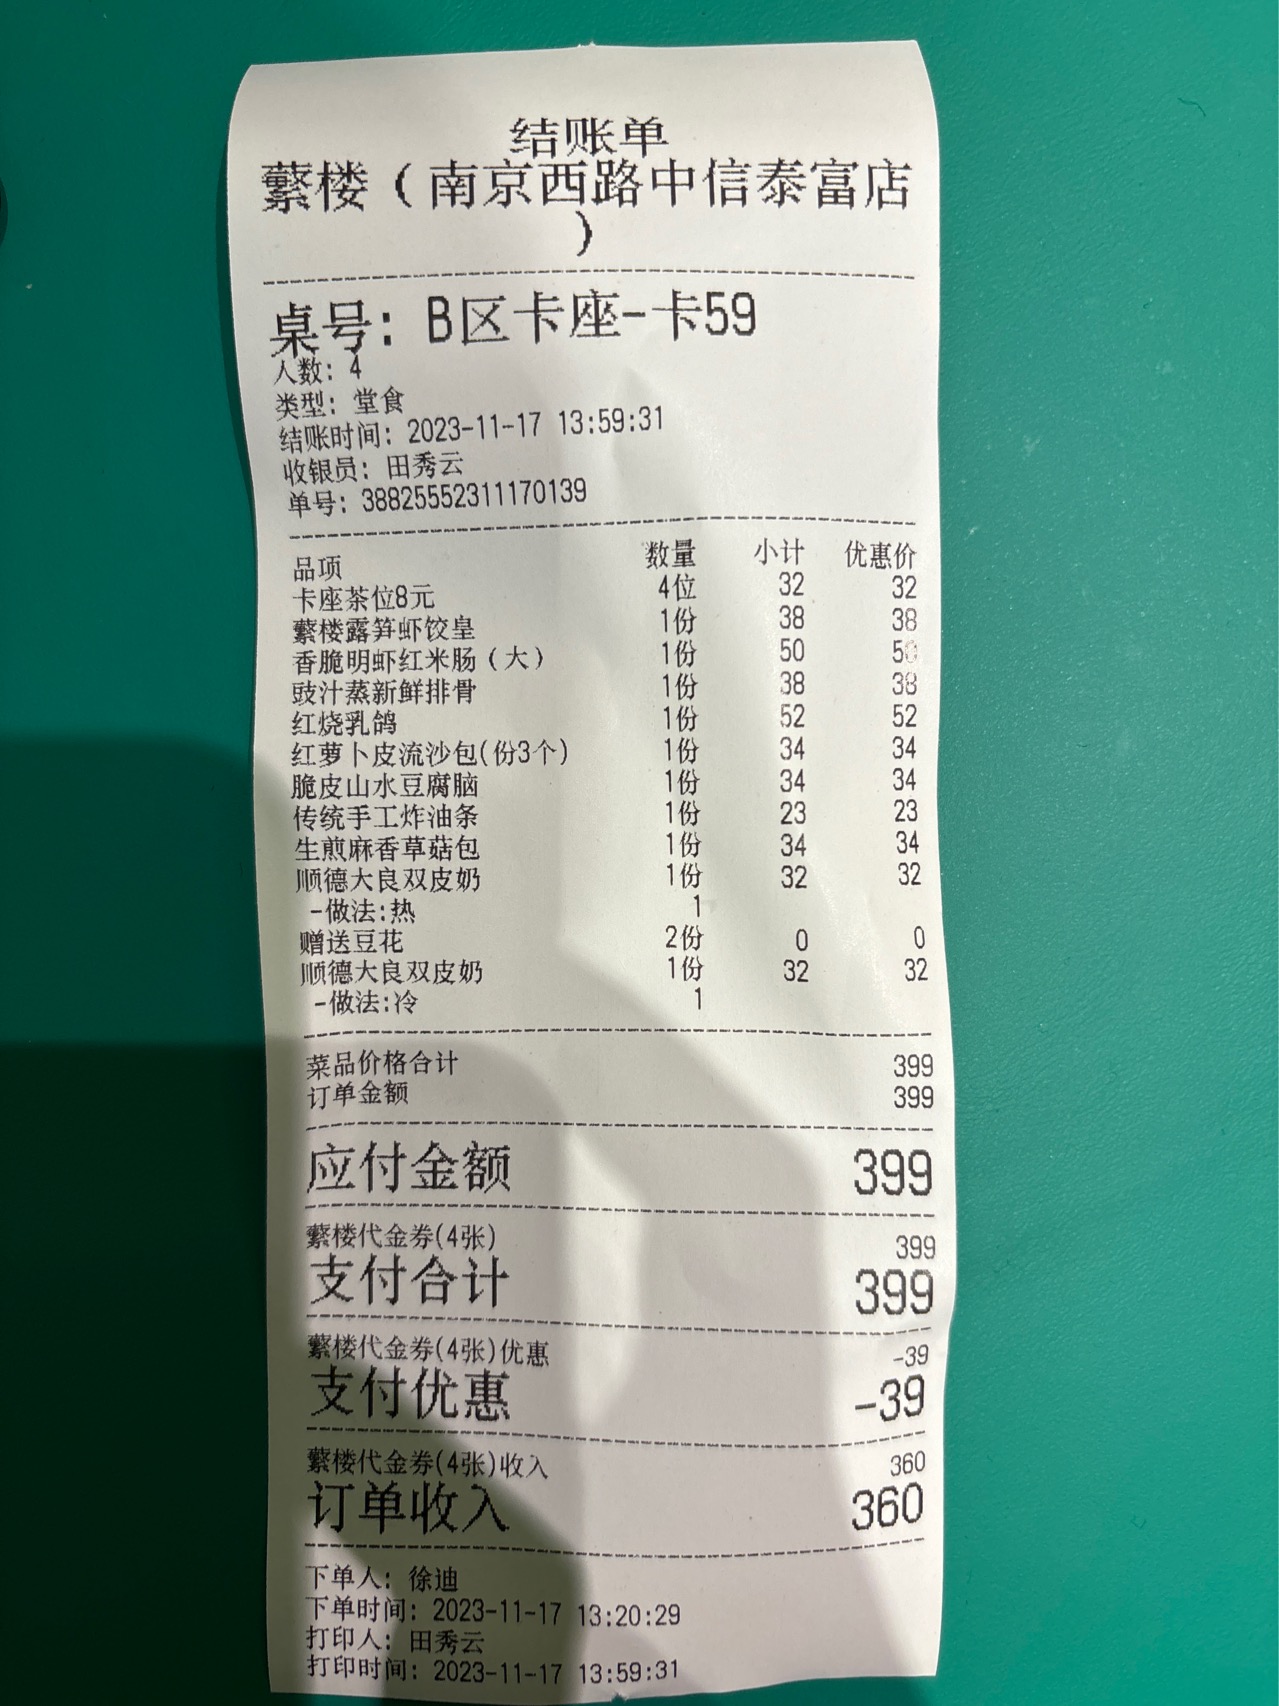 结账单
蘩楼（南京西路中信泰富店
）
桌号: B区卡座-卡59
人数: 4
类型: 堂食
结账时间: 2023-11-17 13:59:31
收银员: 田秀云
单号: 38825552311170139
品项 数量 小计 优惠价
卡座茶位8元 4位 32 32
蘩楼露笋虾饺皇 1份 38 38
香脆明虾红米肠（大） 1份 50 50
豉汁蒸新鲜排骨 1份 38 38
红烧乳鸽 1份 52 52
红萝卜皮流沙包(份3个) 1份 34 34
脆皮山水豆腐脑 1份 34 34
传统手工炸油条 1份 23 23
生煎麻香草菇包 1份 34 34
顺德大良双皮奶 1份 32 32
-做法:热 1
赠送豆花 2份 0 0
顺德大良双皮奶 1份 32 32
-做法:冷 1
菜品价格合计 399
订单金额 399
应付金额 399
蘩楼代金券(4张) 399
支付合计 399
蘩楼代金券(4张)优惠 -39
支付优惠 -39
蘩楼代金券(4张)收入 360
订单收入 360
下单人: 徐迪
下单时间: 2023-11-17 13:20:29
打印人: 田秀云
打印时间: 2023-11-17 13:59:31